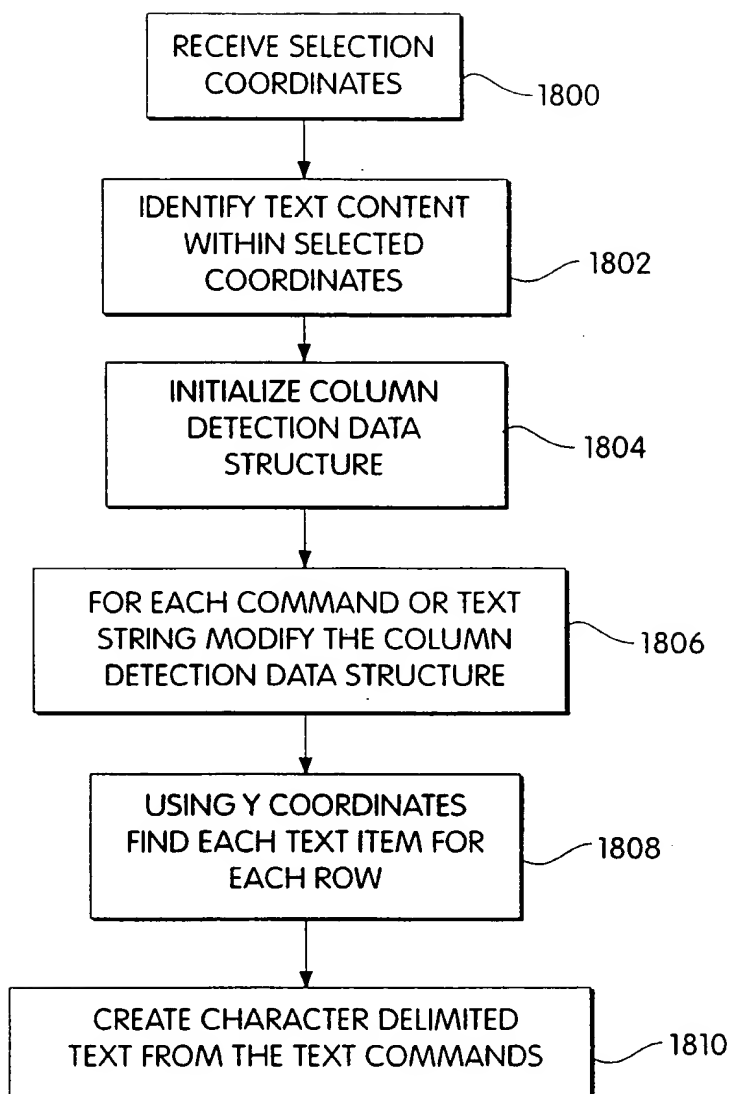 RECEIVE SELECTION
COORDINATES
1800
IDENTIFY TEXT CONTENT
WITHIN SELECTED
COORDINATES
1802
INITIALIZE COLUMN
DETECTION DATA
STRUCTURE
1804
FOR EACH COMMAND OR TEXT
STRING MODIFY THE COLUMN
DETECTION DATA STRUCTURE
1806
USING Y COORDINATES
FIND EACH TEXT ITEM FOR
EACH ROW
1808
CREATE CHARACTER DELIMITED
TEXT FROM THE TEXT COMMANDS
1810